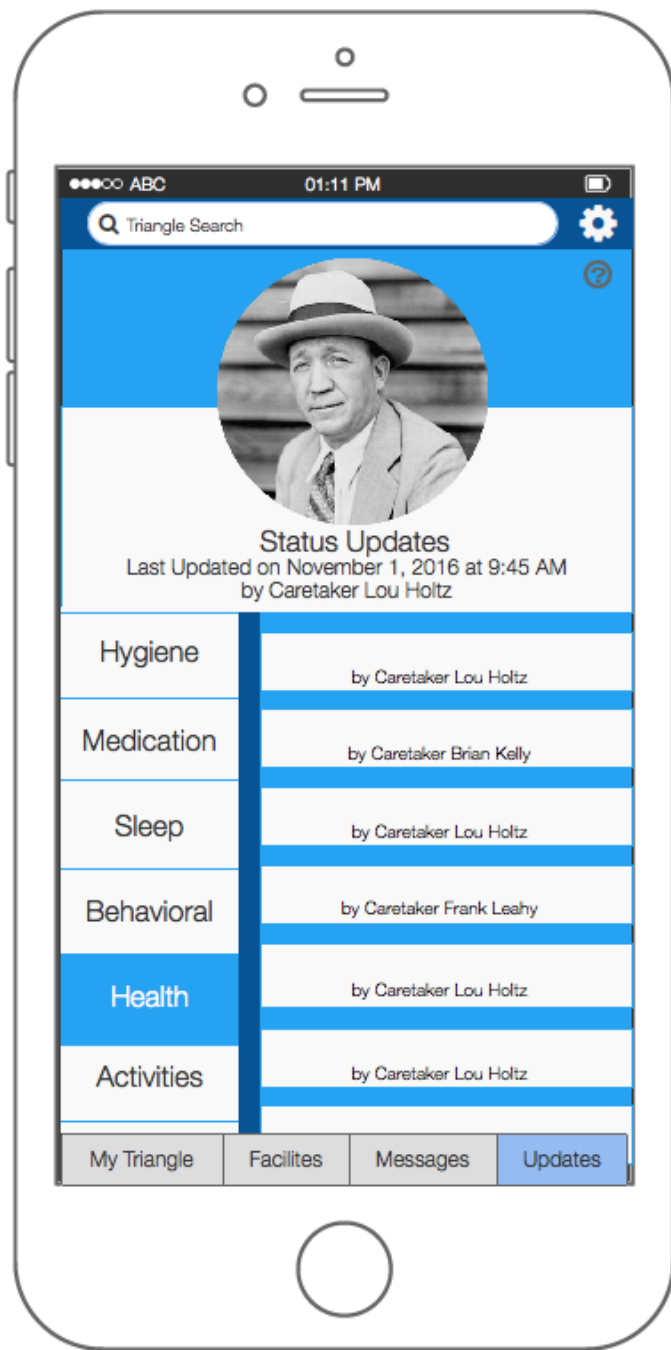 ABC 01:11 PM
Triangle Search
?
Status Updates
Last Updated on November 1, 2016 at 9:45 AM
by Caretaker Lou Holtz
Hygiene
by Caretaker Lou Holtz
Medication
by Caretaker Brian Kelly
Sleep
by Caretaker Lou Holtz
Behavioral
by Caretaker Frank Leahy
Health
by Caretaker Lou Holtz
Activities
by Caretaker Lou Holtz
My Triangle Facilites Messages Updates